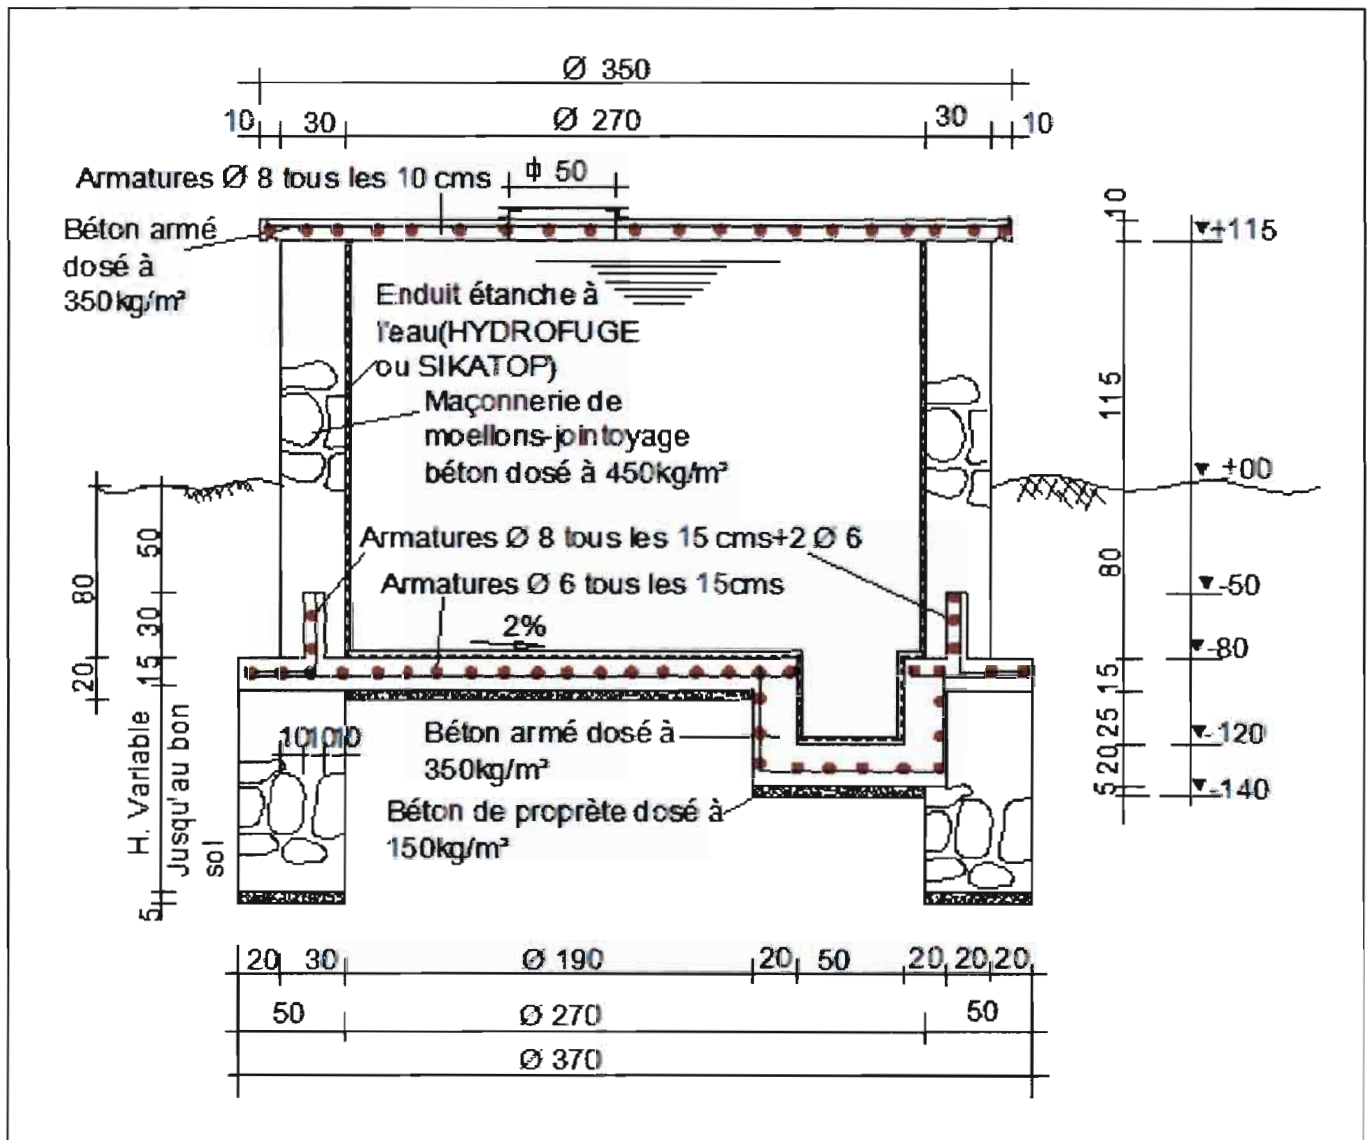 Ø 350
10 30 Ø 270 30 10
Armatures Ø 8 tous les 10 cms
ф 50
Béton armé
dosé à
350kg/m³
10
+115
Enduit étanche à
l'eau(HYDROFUGE
ou SIKATOP)
Maçonnerie de
moellons-jointoyage
béton dosé à 450kg/m³
115
+00
Armatures Ø 8 tous les 15 cms+2 Ø 6
Armatures Ø 6 tous les 15cms
2%
80
20
50
30
15
H. Variable
Jusqu'au bon
sol
5
80
15
25
20
5
-50
-80
-120
-140
10 10 10
Béton armé dosé à
350kg/m³
Béton de proprète dosé à
150kg/m³
20 30 Ø 190 20 50 20 20 20
50 Ø 270 50
Ø 370